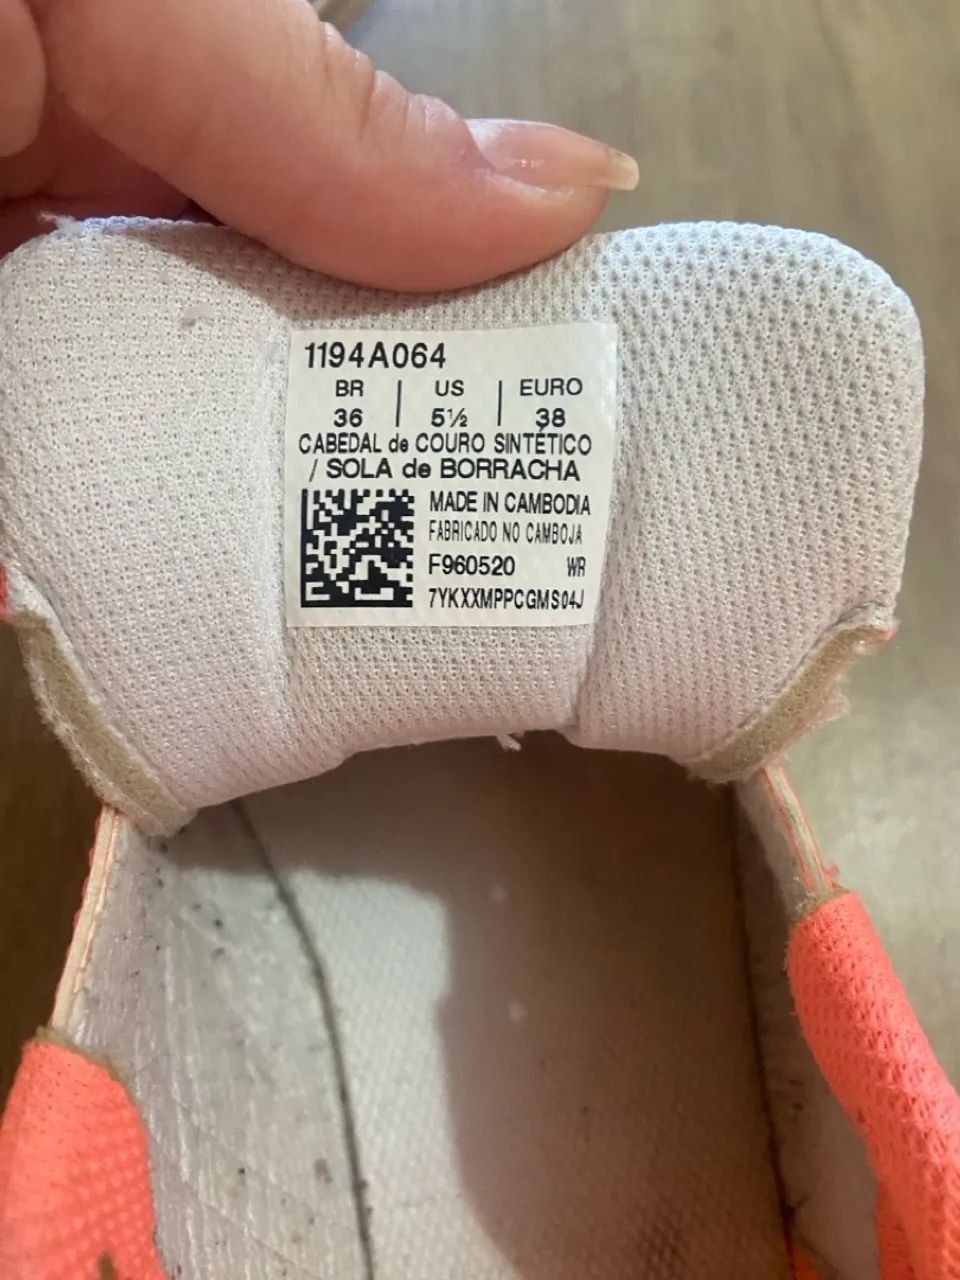 1194A064
BR | US | EURO
36 | 5½ | 38
CABEDAL de COURO SINTÉTICO
/ SOLA de BORRACHA
MADE IN CAMBODIA
FABRICADO NO CAMBOJA
F960520 WR
7YKXXMPPCGMS04J